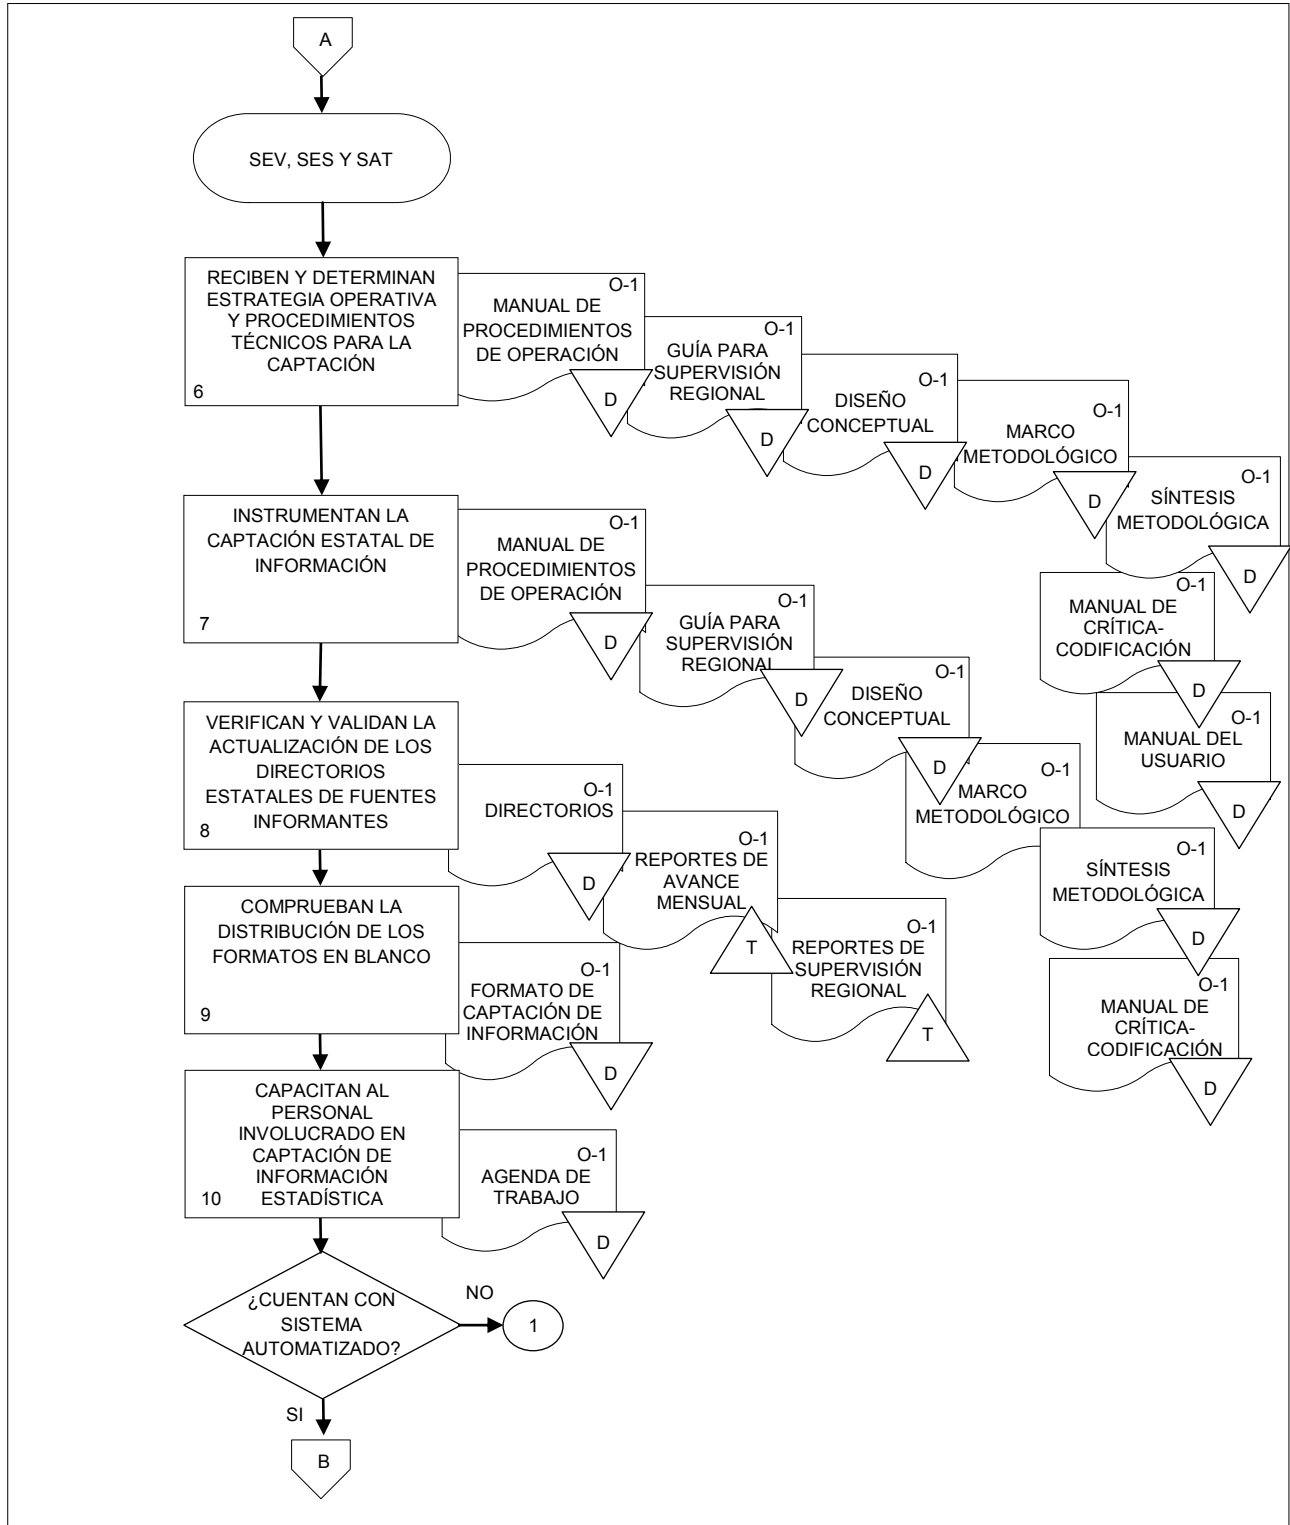 A
SEV, SES Y SAT
RECIBEN Y DETERMINAN
ESTRATEGIA OPERATIVA
Y PROCEDIMIENTOS
TÉCNICOS PARA LA
CAPTACIÓN
6
O-1
MANUAL DE
PROCEDIMIENTOS
DE OPERACIÓN
D
O-1
GUÍA PARA
SUPERVISIÓN
REGIONAL
D
O-1
DISEÑO
CONCEPTUAL
D
O-1
MARCO
METODOLÓGICO
D
O-1
SÍNTESIS
METODOLÓGICA
D
O-1
MANUAL DE
CRÍTICA-
CODIFICACIÓN
D
O-1
MANUAL DEL
USUARIO
D
INSTRUMENTAN LA
CAPTACIÓN ESTATAL DE
INFORMACIÓN
7
O-1
MANUAL DE
PROCEDIMIENTOS
DE OPERACIÓN
D
O-1
GUÍA PARA
SUPERVISIÓN
REGIONAL
D
O-1
DISEÑO
CONCEPTUAL
D
O-1
MARCO
METODOLÓGICO
O-1
SÍNTESIS
METODOLÓGICA
D
O-1
MANUAL DE
CRÍTICA-
CODIFICACIÓN
D
VERIFICAN Y VALIDAN LA
ACTUALIZACIÓN DE LOS
DIRECTORIOS
ESTATALES DE FUENTES
INFORMANTES
8
O-1
DIRECTORIOS
D
O-1
REPORTES DE
AVANCE
MENSUAL
T
O-1
REPORTES DE
SUPERVISIÓN
REGIONAL
T
COMPRUEBAN LA
DISTRIBUCIÓN DE LOS
FORMATOS EN BLANCO
9
O-1
FORMATO DE
CAPTACIÓN DE
INFORMACIÓN
D
CAPACITAN AL
PERSONAL
INVOLUCRADO EN
CAPTACIÓN DE
INFORMACIÓN
ESTADÍSTICA
10
O-1
AGENDA DE
TRABAJO
D
¿CUENTAN CON
SISTEMA
AUTOMATIZADO?
NO
1
SI
B